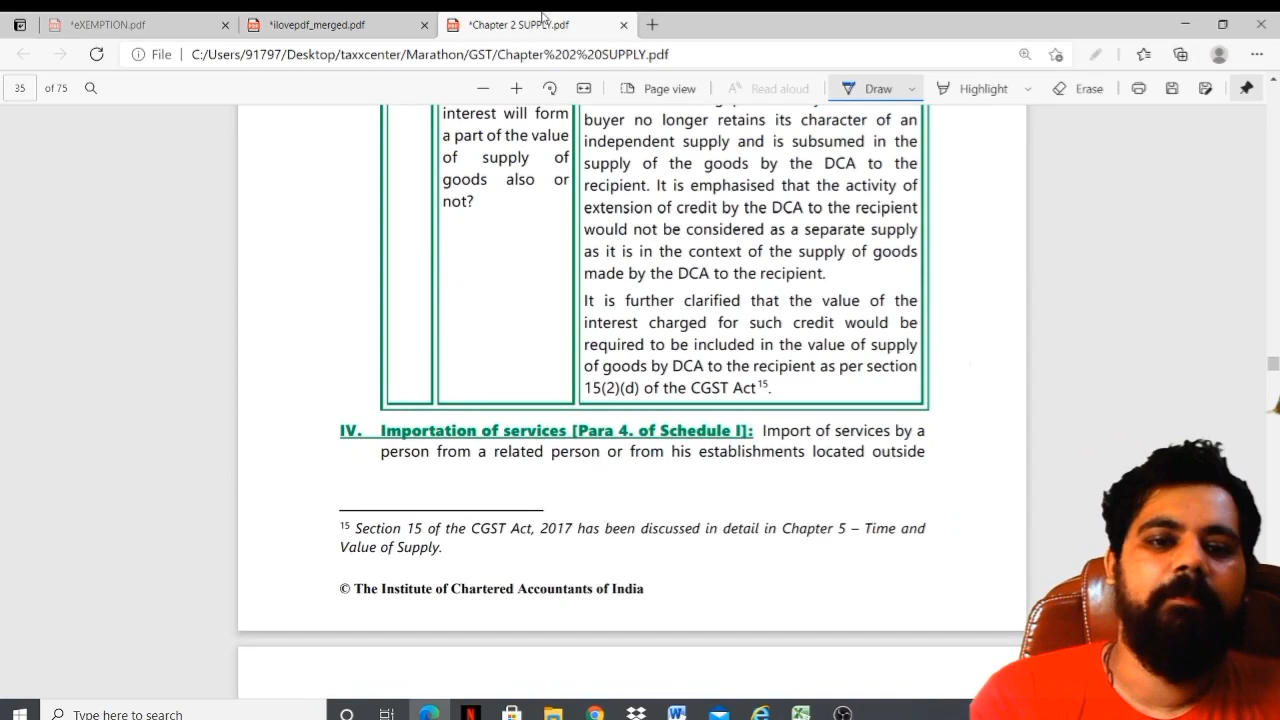 *eXEMPTION.pdf
*ilovepdf_merged.pdf
*Chapter 2 SUPPLY.pdf
File
C:/Users/91797/Desktop/taxxcenter/Marathon/GST/Chapter%202%20SUPPLY.pdf
35 of 75
Page view
Read aloud
Draw
Highlight
Erase
interest will form
a part of the value
of supply of
goods also or
not?
buyer no longer retains its character of an
independent supply and is subsumed in the
supply of the goods by the DCA to the
recipient. It is emphasised that the activity of
extension of credit by the DCA to the recipient
would not be considered as a separate supply
as it is in the context of the supply of goods
made by the DCA to the recipient.
It is further clarified that the value of the
interest charged for such credit would be
required to be included in the value of supply
of goods by DCA to the recipient as per section
15(2)(d) of the CGST Act15.
IV. Importation of services [Para 4. of Schedule I]: Import of services by a
person from a related person or from his establishments located outside
15 Section 15 of the CGST Act, 2017 has been discussed in detail in Chapter 5 – Time and
Value of Supply.
© The Institute of Chartered Accountants of India
Type here to search